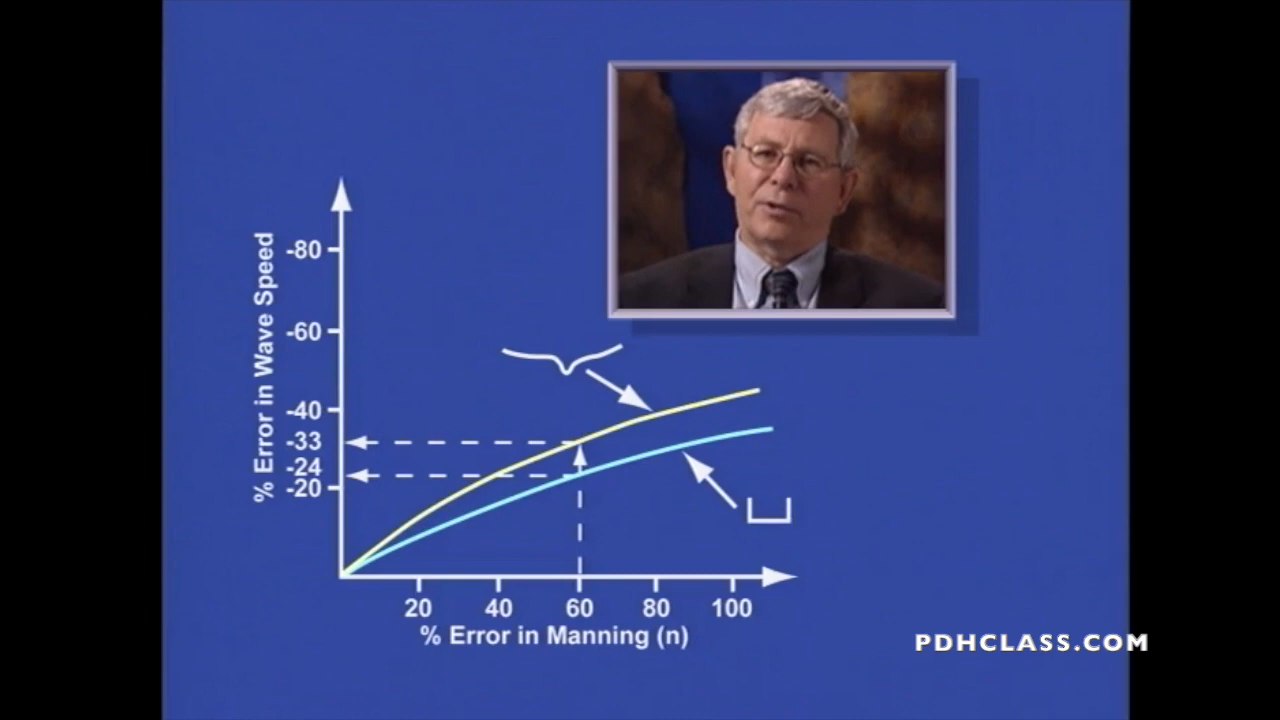 % Error in Wave Speed
-80
-60
-40
-33
-24
-20
20 40 60 80 100
% Error in Manning (n)
PDHCLASS.COM